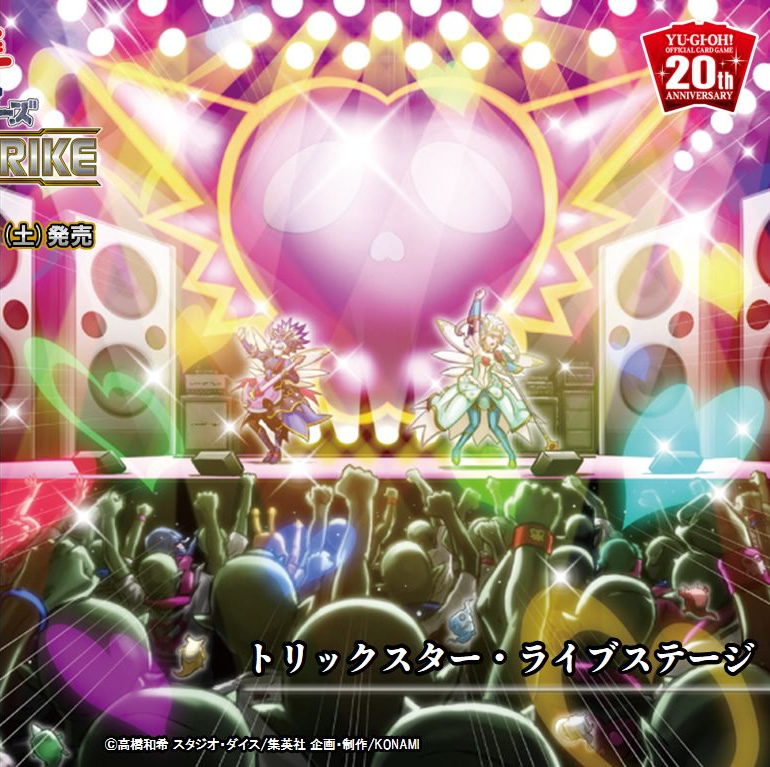 YU-GI-OH!
OFFICIAL CARD GAME
20th
ANNIVERSARY
ーズ
RIKE
(土)発売
トリックスター・ライブステージ
©高橋和希 スタジオ・ダイス/集英社 企画・制作/KONAMI